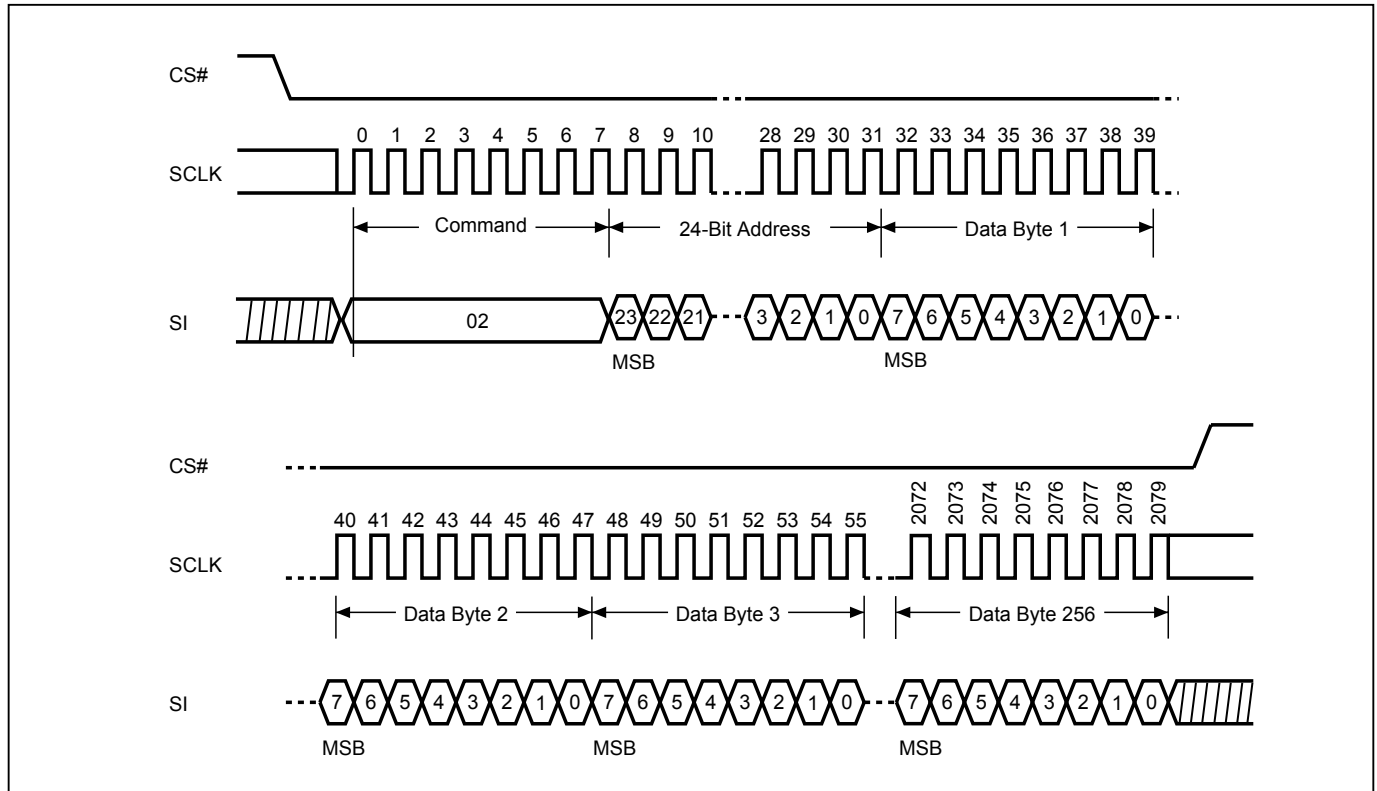 CS#
0 1 2 3 4 5 6 7 8 9 10 28 29 30 31 32 33 34 35 36 37 38 39
SCLK
Command 24-Bit Address Data Byte 1
SI 02 23 22 21 3 2 1 0 7 6 5 4 3 2 1 0
MSB MSB
CS#
2072 2073 2074 2075 2076 2077 2078 2079
40 41 42 43 44 45 46 47 48 49 50 51 52 53 54 55
SCLK
Data Byte 2 Data Byte 3 Data Byte 256
SI 7 6 5 4 3 2 1 0 7 6 5 4 3 2 1 0 7 6 5 4 3 2 1 0
MSB MSB MSB